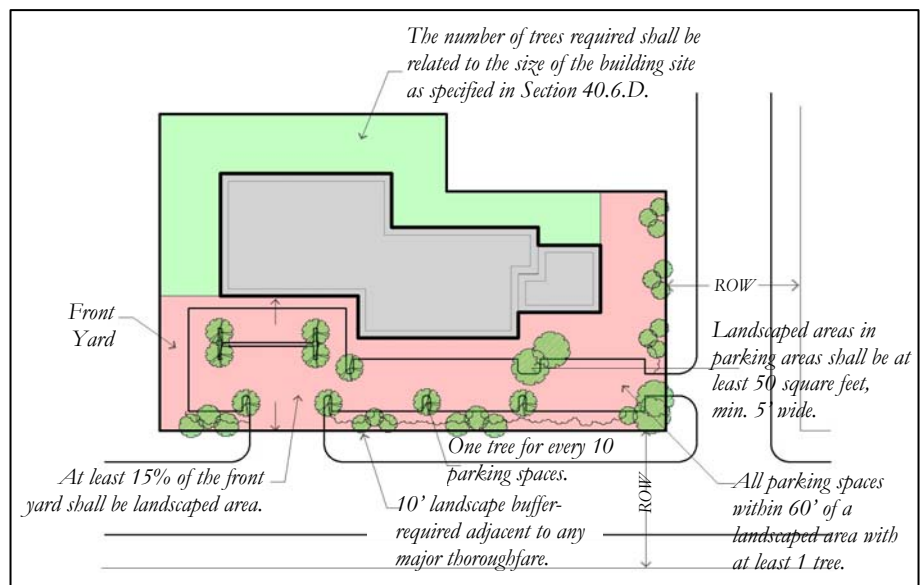 The number of trees required shall be
related to the size of the building site
as specified in Section 40.6.D.
ROW
Front
Yard
Landscaped areas in
parking areas shall be at
least 50 square feet,
min. 5' wide.
One tree for every 10
parking spaces.
At least 15% of the front
yard shall be landscaped area.
10' landscape buffer-
required adjacent to any
major thoroughfare.
ROW
All parking spaces
within 60' of a
landscaped area with
at least 1 tree.